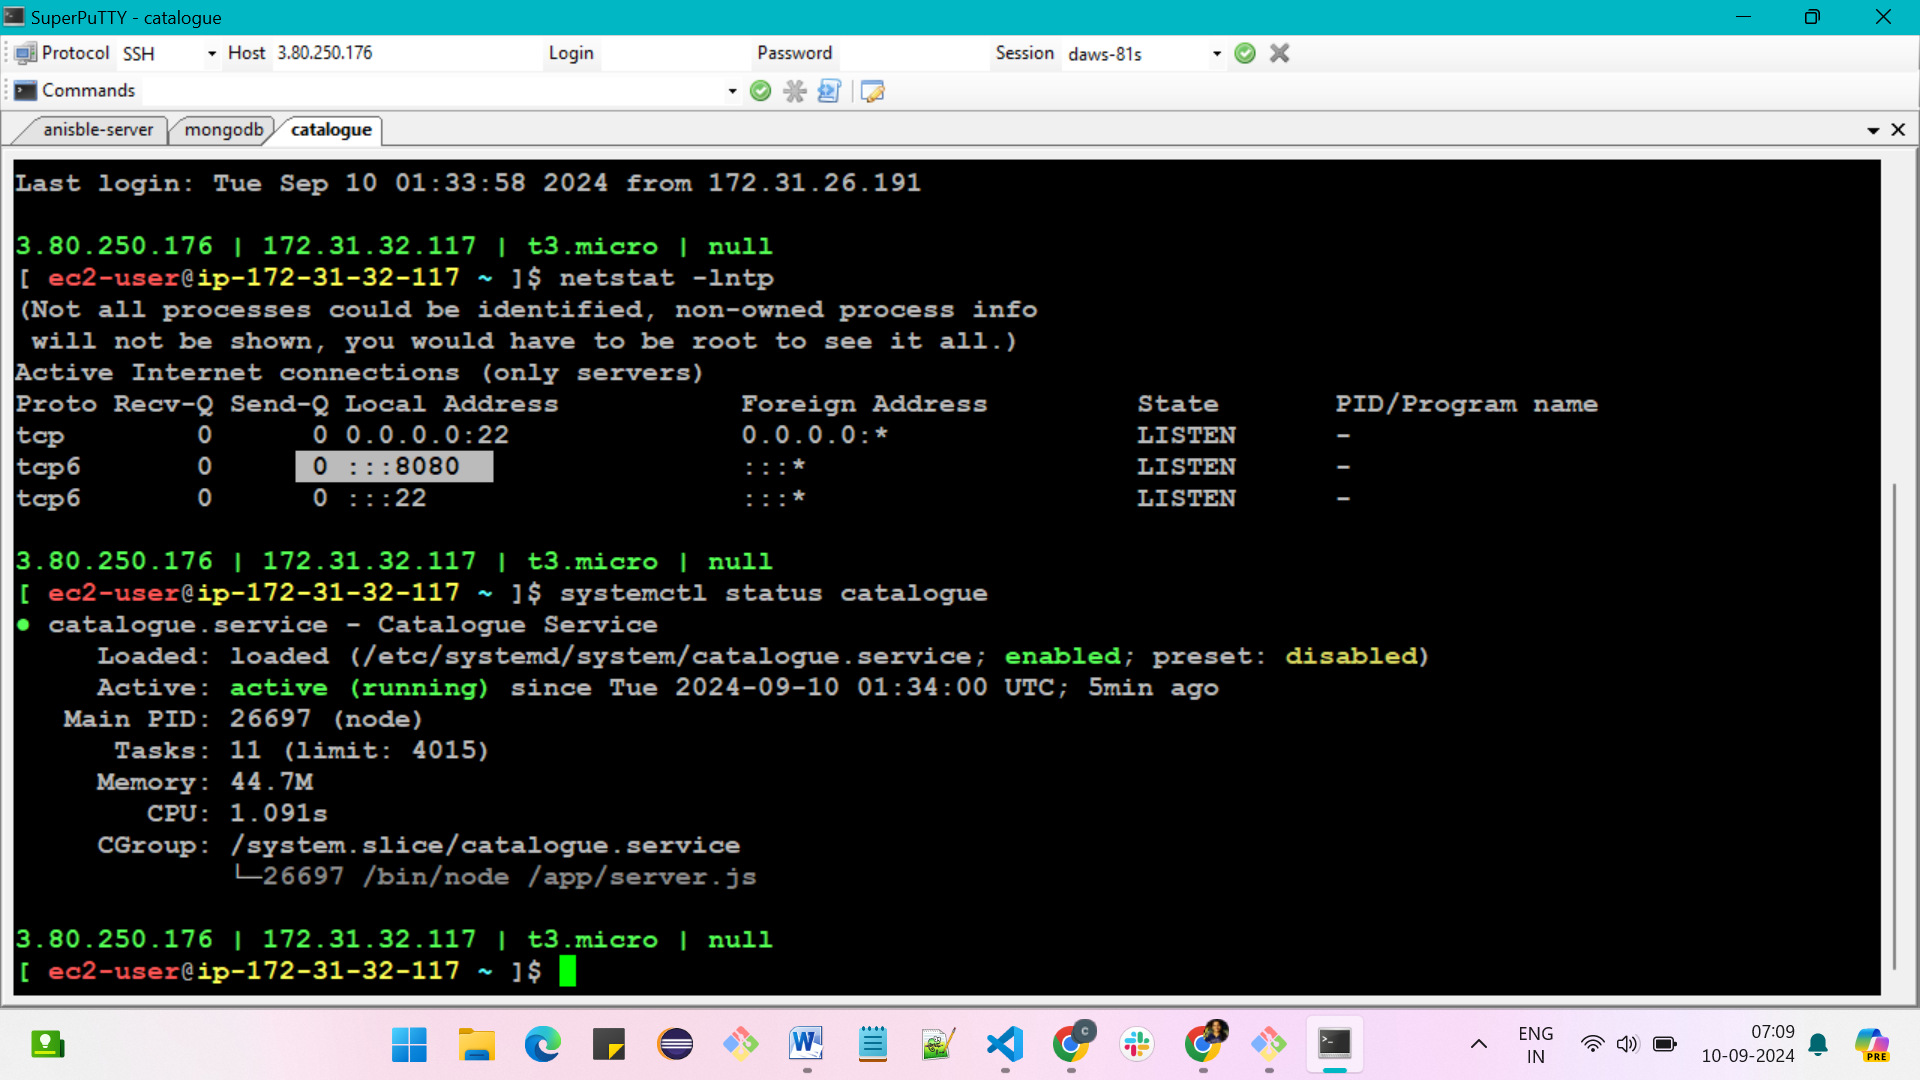 SuperPuTTY - catalogue
Protocol SSH Host 3.80.250.176 Login Password Session daws-81s
Commands
anisble-server mongodb catalogue
Last login: Tue Sep 10 01:33:58 2024 from 172.31.26.191
3.80.250.176 | 172.31.32.117 | t3.micro | null
[ ec2-user@ip-172-31-32-117 ~ ]$ netstat -lntp
(Not all processes could be identified, non-owned process info
will not be shown, you would have to be root to see it all.)
Active Internet connections (only servers)
Proto Recv-Q Send-Q Local Address Foreign Address State PID/Program name
tcp 0 0 0.0.0.0:22 0.0.0.0:* LISTEN -
tcp6 0 0 :::8080 :::* LISTEN -
tcp6 0 0 :::22 :::* LISTEN -
3.80.250.176 | 172.31.32.117 | t3.micro | null
[ ec2-user@ip-172-31-32-117 ~ ]$ systemctl status catalogue
● catalogue.service - Catalogue Service
Loaded: loaded (/etc/systemd/system/catalogue.service; enabled; preset: disabled)
Active: active (running) since Tue 2024-09-10 01:34:00 UTC; 5min ago
Main PID: 26697 (node)
Tasks: 11 (limit: 4015)
Memory: 44.7M
CPU: 1.091s
CGroup: /system.slice/catalogue.service
└─26697 /bin/node /app/server.js
3.80.250.176 | 172.31.32.117 | t3.micro | null
[ ec2-user@ip-172-31-32-117 ~ ]$
ENG 07:09
IN 10-09-2024
PRE